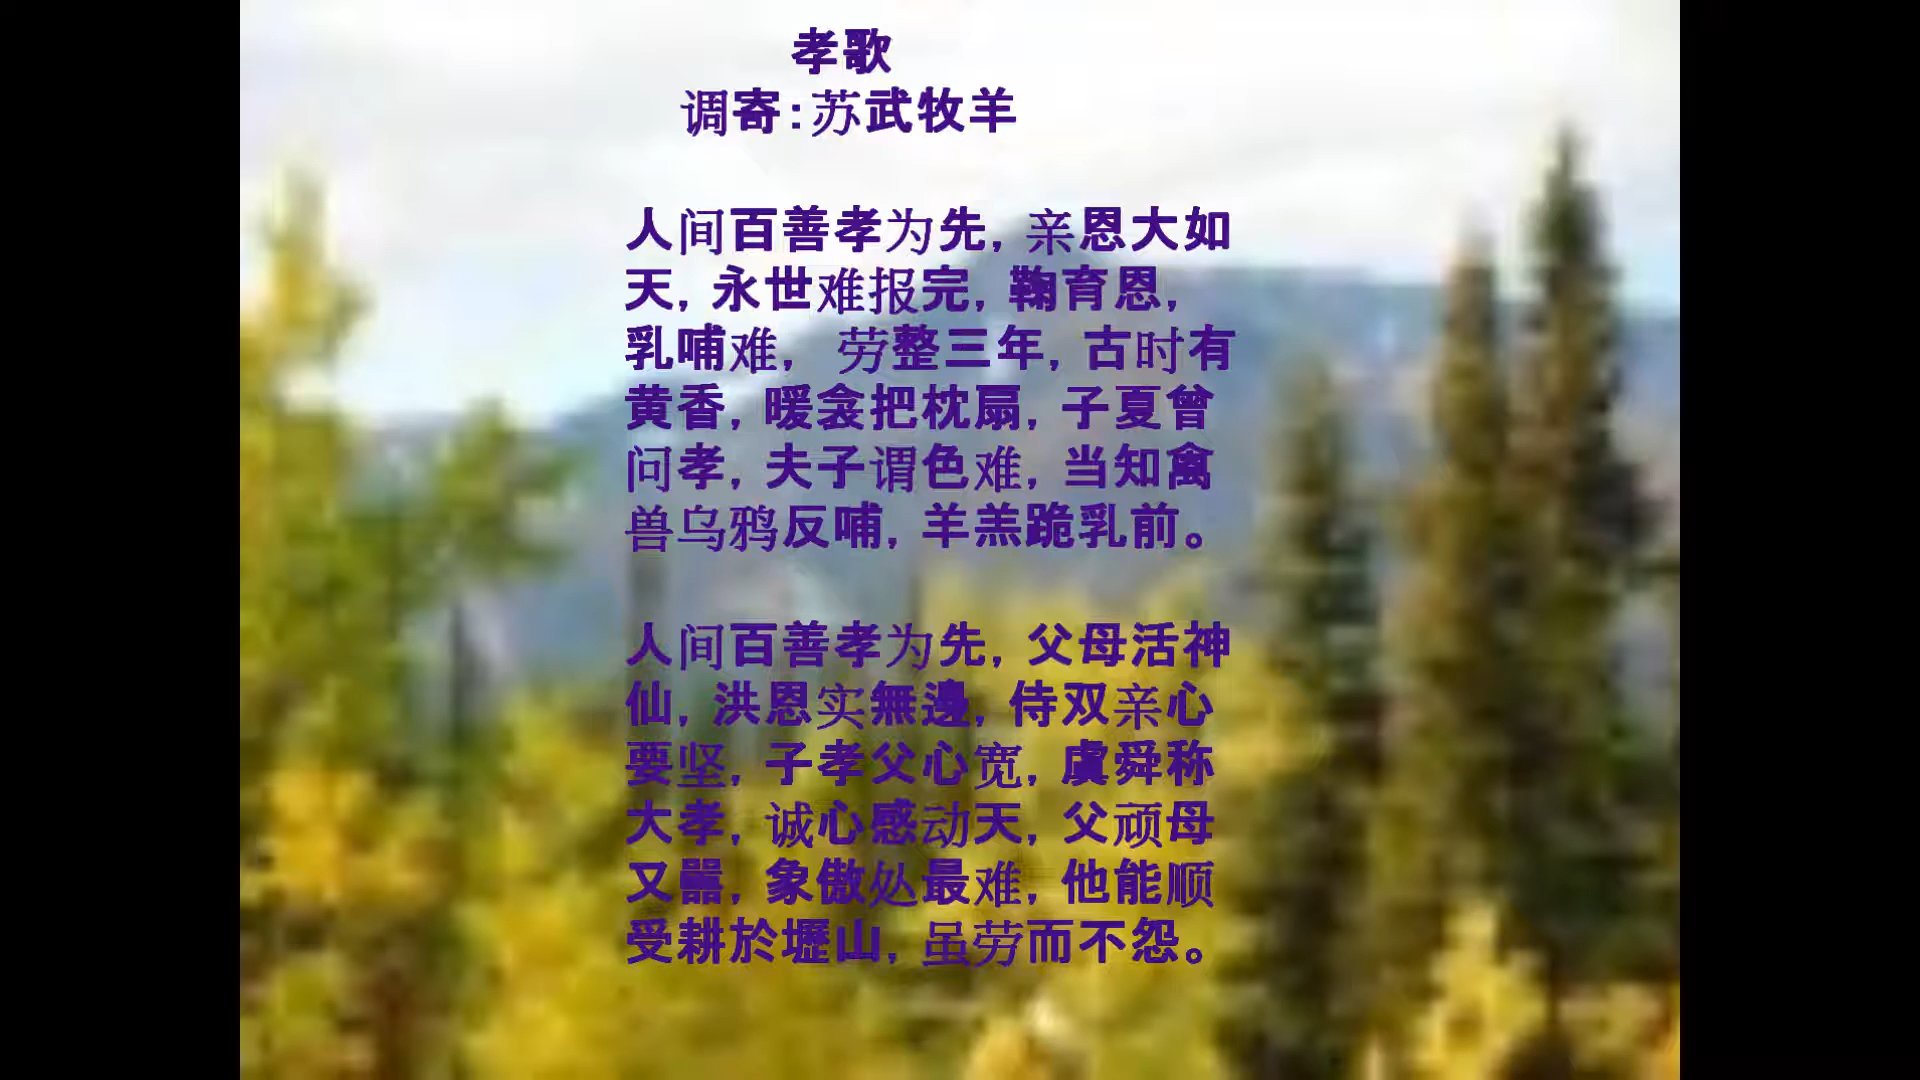 孝歌
调寄:苏武牧羊
人间百善孝为先, 亲恩大如
天, 永世难报完, 鞠育恩,
乳哺难, 劳整三年, 古时有
黄香, 暖衾把枕扇, 子夏曾
问孝, 夫子谓色难, 当知禽
兽乌鸦反哺, 羊羔跪乳前。
人间百善孝为先, 父母活神
仙, 洪恩实無邊, 侍双亲心
要坚, 子孝父心宽, 虞舜称
大孝, 诚心感动天, 父顽母
又嚚, 象傲处最难, 他能顺
受耕於壢山, 虽劳而不怨。